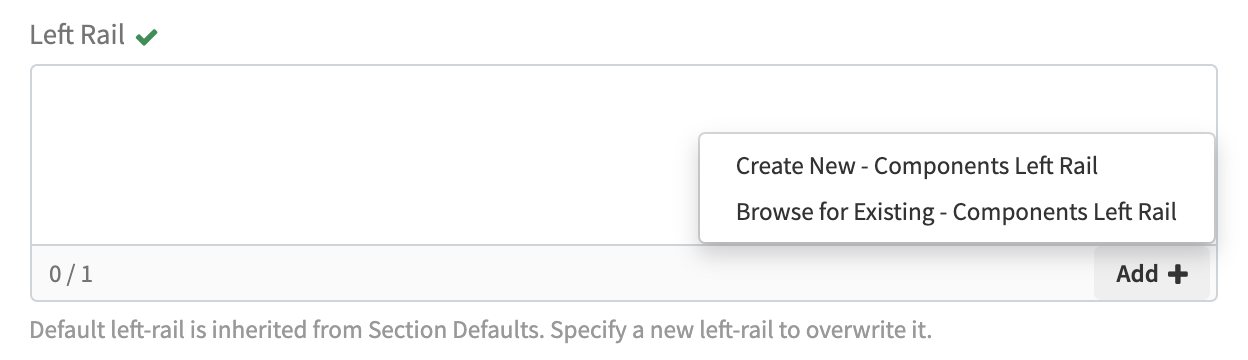 Left Rail
Create New - Components Left Rail
Browse for Existing - Components Left Rail
0 / 1
Add
Default left-rail is inherited from Section Defaults. Specify a new left-rail to overwrite it.